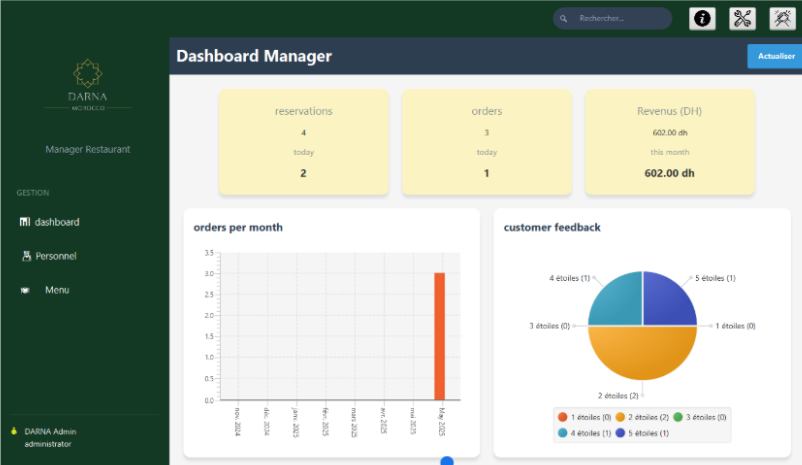 Rechercher...
Dashboard Manager
Actualiser
DARNA
MOROCCO
Manager Restaurant
GESTION
dashboard
Personnel
Menu
DARNA Admin
administrator
reservations
4
today
2
orders
3
today
1
Revenus (DH)
602.00 dh
this month
602.00 dh
orders per month
3.5
3.0
2.5
2.0
1.5
1.0
0.5
0.0
nov. 2024
déc. 2024
janv. 2025
févr. 2025
mars 2025
avr. 2025
mai 2025
May 2025
customer feedback
4 étoiles (1)
5 étoiles (1)
3 étoiles (0)
1 étoiles (0)
2 étoiles (2)
1 étoiles (0) 2 étoiles (2) 3 étoiles (0)
4 étoiles (1) 5 étoiles (1)